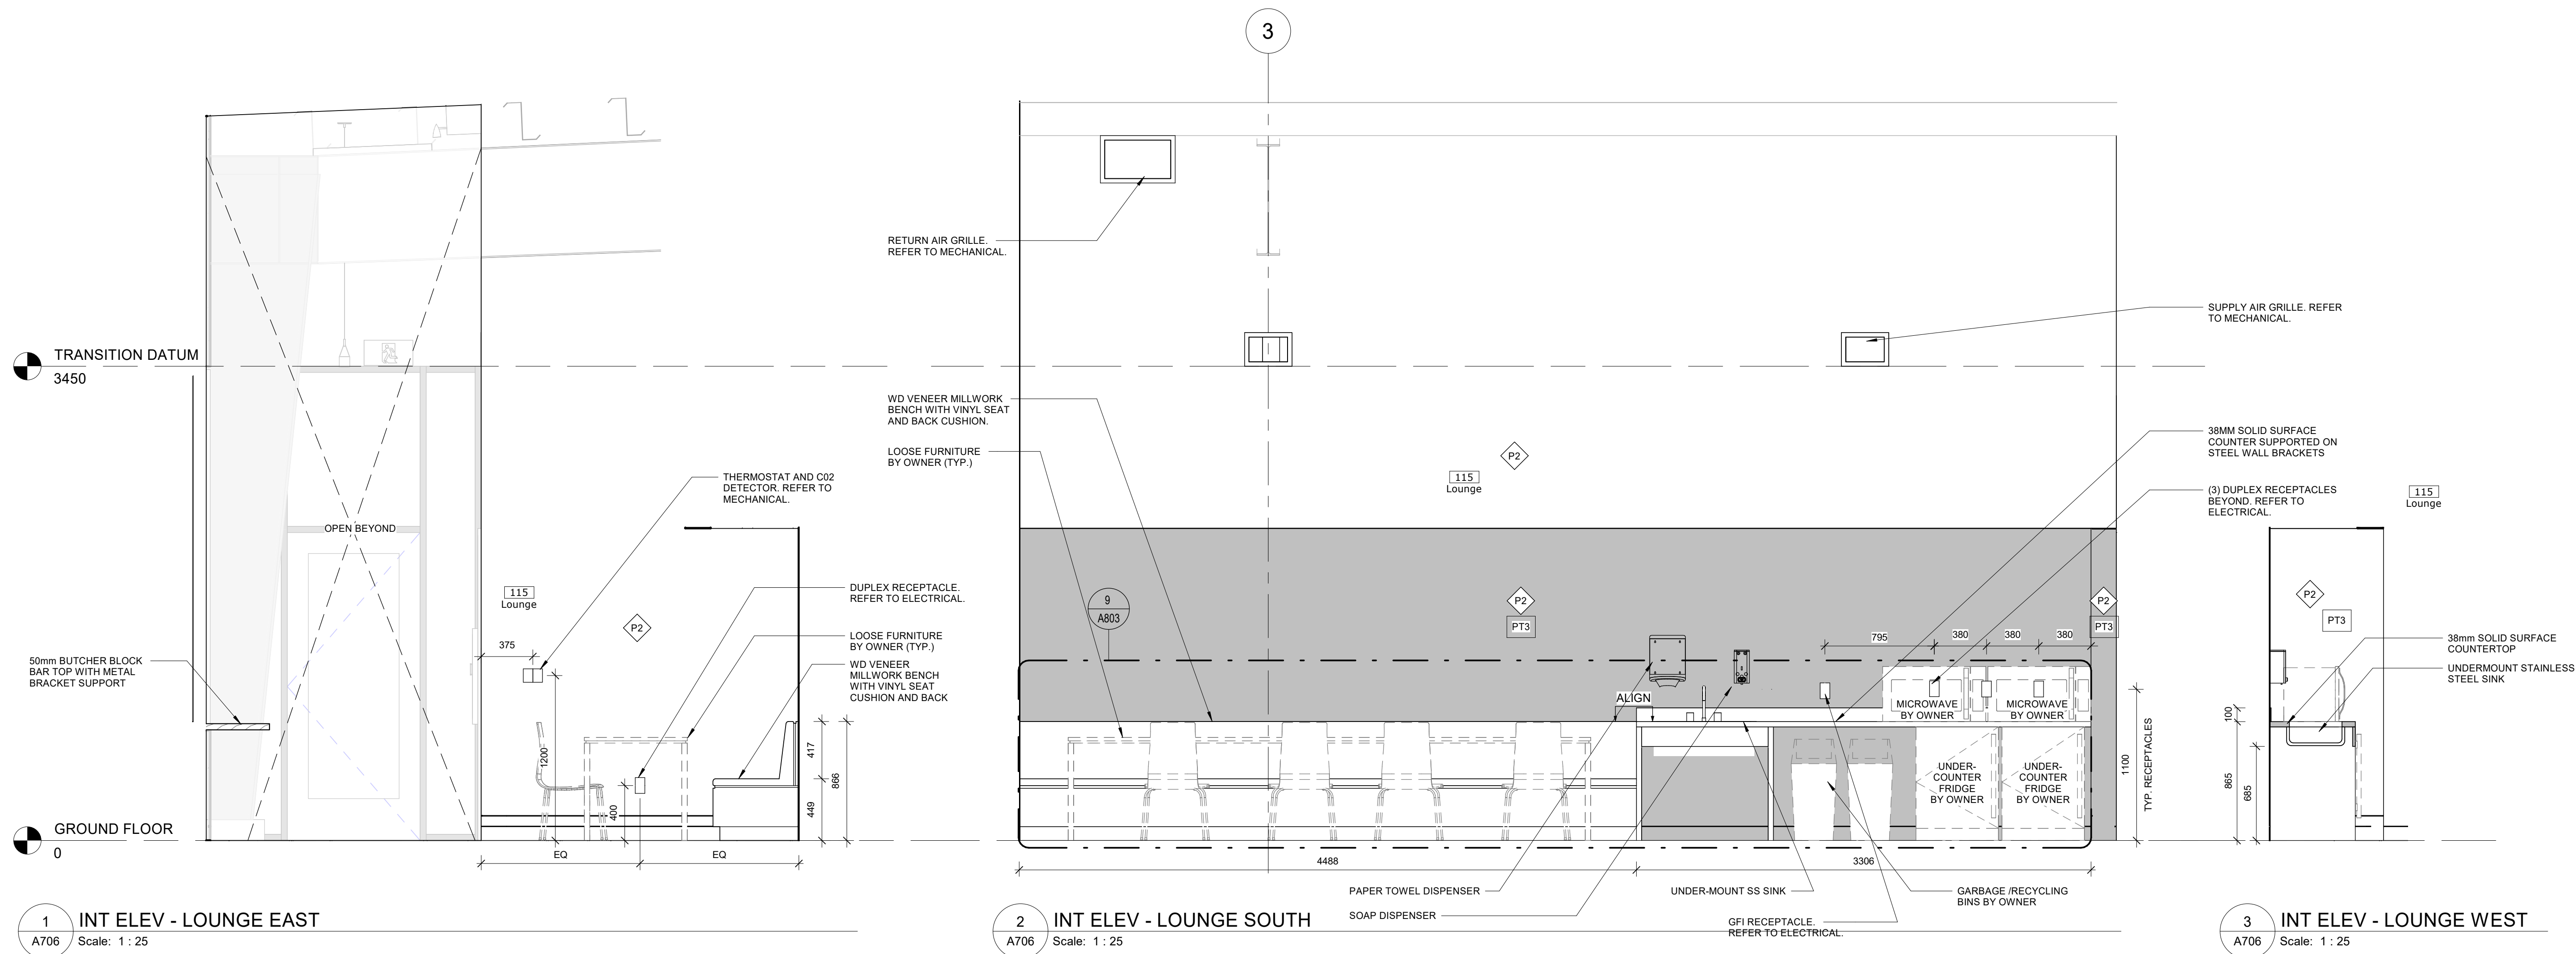 3
TRANSITION DATUM
3450
GROUND FLOOR
0
50mm BUTCHER BLOCK
BAR TOP WITH METAL
BRACKET SUPPORT
OPEN BEYOND
115
Lounge
375
THERMOSTAT AND C02
DETECTOR. REFER TO
MECHANICAL.
P2
DUPLEX RECEPTACLE.
REFER TO ELECTRICAL.
LOOSE FURNITURE
BY OWNER (TYP.)
WD VENEER
MILLWORK BENCH
WITH VINYL SEAT
CUSHION AND BACK
1200
400
417
449
866
EQ
EQ
1
A706
INT ELEV - LOUNGE EAST
Scale: 1 : 25
RETURN AIR GRILLE.
REFER TO MECHANICAL.
WD VENEER MILLWORK
BENCH WITH VINYL SEAT
AND BACK CUSHION.
LOOSE FURNITURE
BY OWNER (TYP.)
9
A803
115
Lounge
P2
P2
PT3
P2
PT3
795
380
380
380
ALIGN
MICROWAVE
BY OWNER
MICROWAVE
BY OWNER
UNDER-
COUNTER
FRIDGE
BY OWNER
UNDER-
COUNTER
FRIDGE
BY OWNER
1100
TYP. RECEPTACLES
SUPPLY AIR GRILLE. REFER
TO MECHANICAL.
38MM SOLID SURFACE
COUNTER SUPPORTED ON
STEEL WALL BRACKETS
(3) DUPLEX RECEPTACLES
BEYOND. REFER TO
ELECTRICAL.
4488
3306
PAPER TOWEL DISPENSER
SOAP DISPENSER
UNDER-MOUNT SS SINK
GFI RECEPTACLE.
REFER TO ELECTRICAL.
GARBAGE /RECYCLING
BINS BY OWNER
2
A706
INT ELEV - LOUNGE SOUTH
Scale: 1 : 25
115
Lounge
P2
PT3
38mm SOLID SURFACE
COUNTERTOP
UNDERMOUNT STAINLESS
STEEL SINK
100
865
685
3
A706
INT ELEV - LOUNGE WEST
Scale: 1 : 25